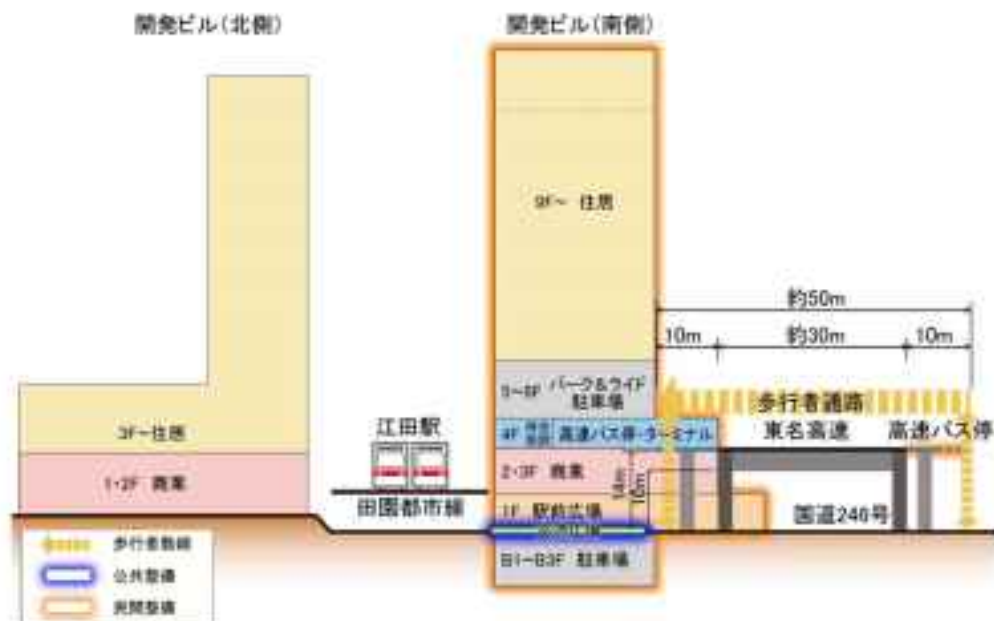 開発ビル(北側)
開発ビル(南側)
9F~ 住居
約50m
10m
約30m
10m
5~8F パーク&ライド
駐車場
歩行者通路
4F
高速バス停・ターミナル
東名高速
高速バス停
3F~住居
江田駅
1・2F 商業
2・3F 商業
14m
10m
田園都市線
1F 駅前広場
国道246号
B1~B3F 駐車場
歩行者動線
公共整備
民間整備